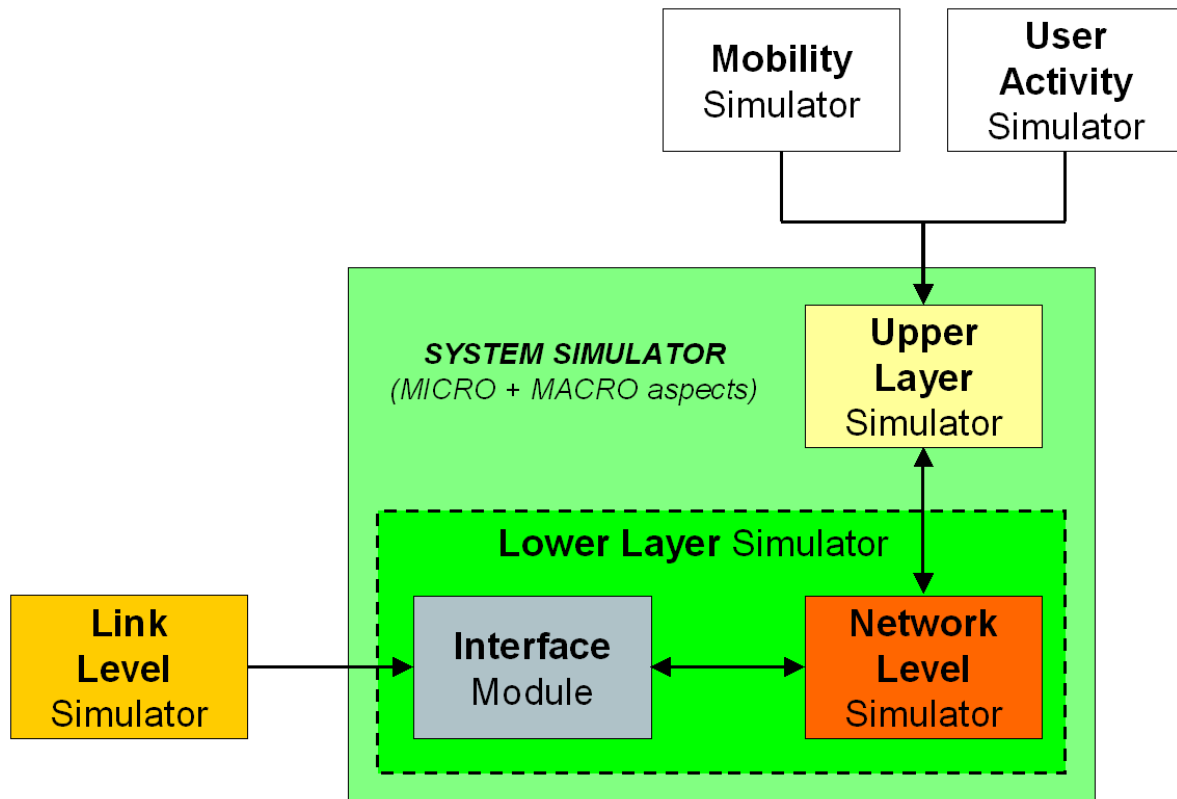 Mobility
Simulator
User
Activity
Simulator
SYSTEM SIMULATOR
(MICRO + MACRO aspects)
Upper
Layer
Simulator
Lower Layer Simulator
Link
Level
Simulator
Interface
Module
Network
Level
Simulator